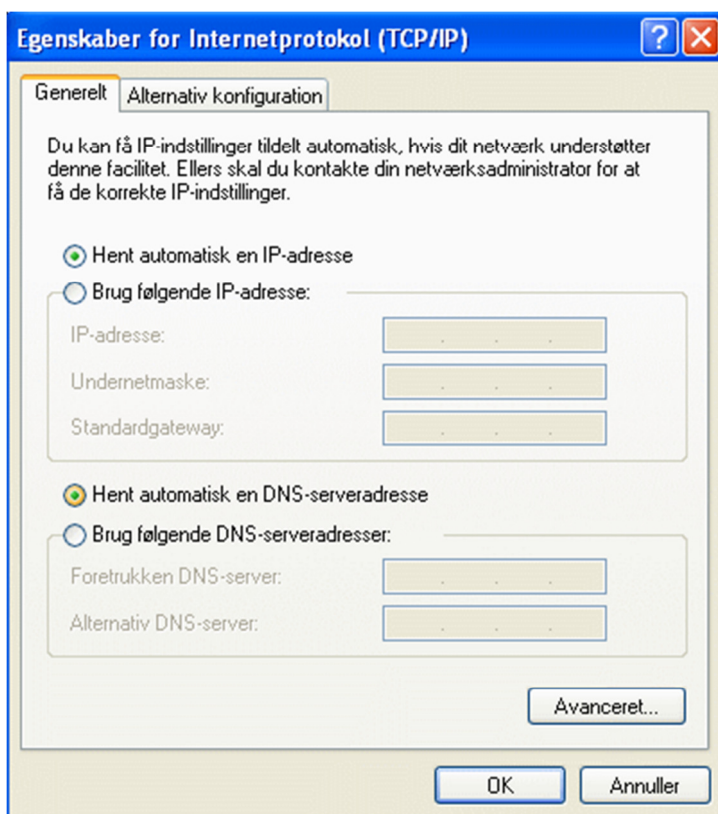 Egenskaber for Internetprotokol (TCP/IP)
Generelt
Alternativ konfiguration
Du kan få IP-indstillinger tildelt automatisk, hvis dit netværk understøtter
denne facilitet. Ellers skal du kontakte din netværksadministrator for at
få de korrekte IP-indstillinger.
Hent automatisk en IP-adresse
Brug følgende IP-adresse:
IP-adresse:
Undernetmaske:
Standardgateway:
Hent automatisk en DNS-serveradresse
Brug følgende DNS-serveradresser:
Foretrukken DNS-server:
Alternativ DNS-server:
Avanceret...
OK
Annuller